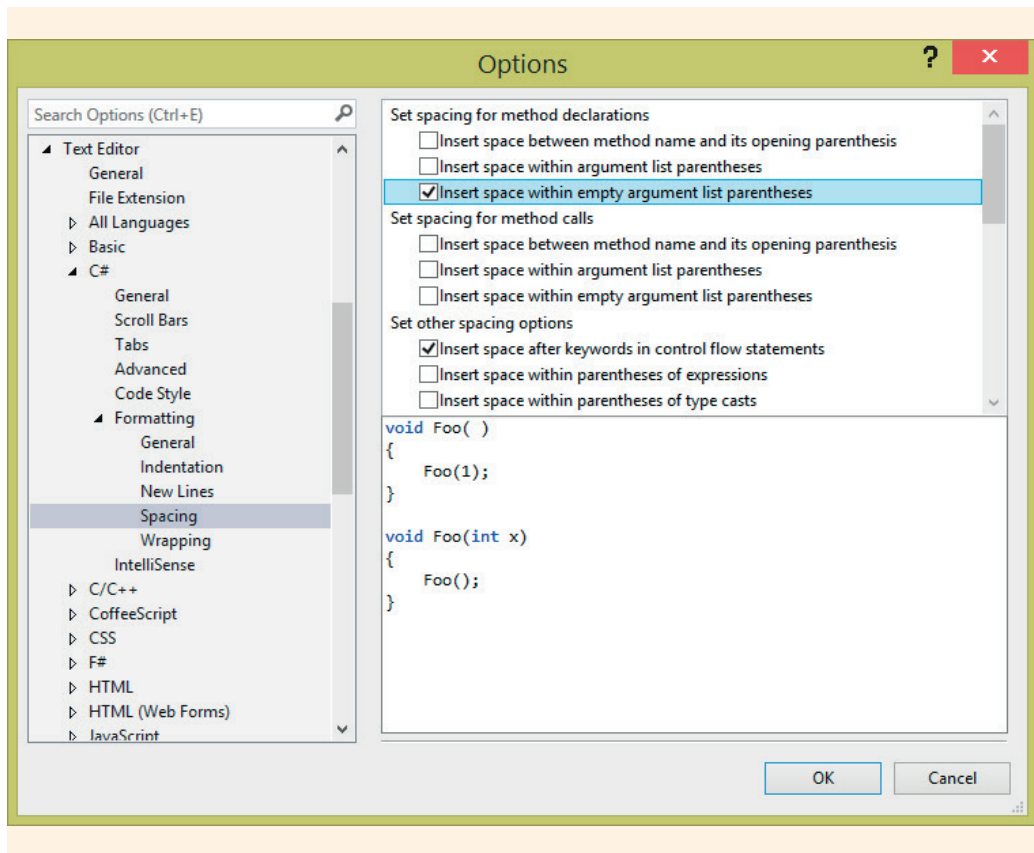 Options
?
Search Options (Ctrl+E)
Text Editor
General
File Extension
All Languages
Basic
C#
General
Scroll Bars
Tabs
Advanced
Code Style
Formatting
General
Indentation
New Lines
Spacing
Wrapping
IntelliSense
C/C++
CoffeeScript
CSS
F#
HTML
HTML (Web Forms)
JavaScript
Set spacing for method declarations
Insert space between method name and its opening parenthesis
Insert space within argument list parentheses
Insert space within empty argument list parentheses
Set spacing for method calls
Insert space between method name and its opening parenthesis
Insert space within argument list parentheses
Insert space within empty argument list parentheses
Set other spacing options
Insert space after keywords in control flow statements
Insert space within parentheses of expressions
Insert space within parentheses of type casts
void Foo( )
{
    Foo(1);
}
void Foo(int x)
{
    Foo();
}
OK
Cancel